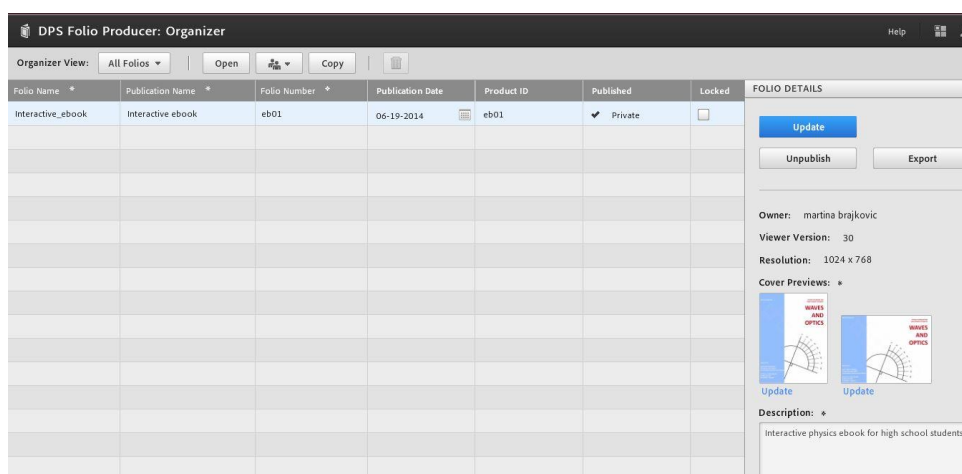 DPS Folio Producer: Organizer
Help
Organizer View: All Folios Open Copy
Folio Name * Publication Name * Folio Number * Publication Date Product ID Published Locked
Interactive_ebook Interactive ebook eb01 06-19-2014 eb01 ✔ Private
FOLIO DETAILS
Update
Unpublish Export
Owner: martina brajkovic
Viewer Version: 30
Resolution: 1024 x 768
Cover Previews: *
WAVES
AND
OPTICS
WAVES
AND
OPTICS
Update Update
Description: *
Interactive physics ebook for high school students